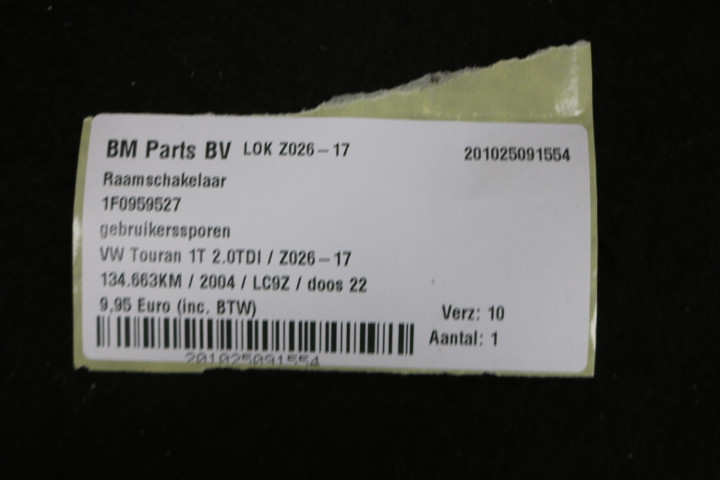 BM Parts BV LOK Z026-17 201025091554
Raamschakelaar
1F0959527
gebruikerssporen
VW Touran 1T 2.0TDI / Z026-17
134.663KM / 2004 / LC9Z / doos 22
9,95 Euro (inc. BTW)
Verz: 10
Aantal: 1
201025091554